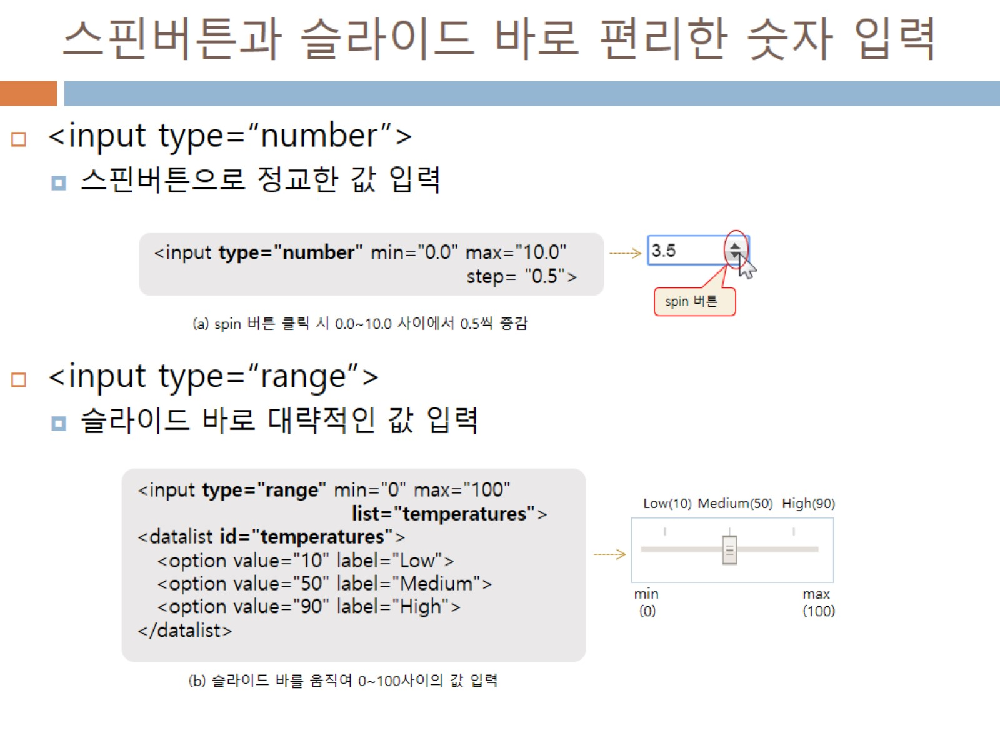 스핀버튼과 슬라이드 바로 편리한 숫자 입력
<input type=“number”>
스핀버튼으로 정교한 값 입력
<input type="number" min="0.0" max="10.0"
step= "0.5">
3.5
spin 버튼
(a) spin 버튼 클릭 시 0.0~10.0 사이에서 0.5씩 증감
<input type=“range”>
슬라이드 바로 대략적인 값 입력
<input type="range" min="0" max="100"
list="temperatures">
<datalist id="temperatures">
<option value="10" label="Low">
<option value="50" label="Medium">
<option value="90" label="High">
</datalist>
Low(10) Medium(50) High(90)
min max
(0) (100)
(b) 슬라이드 바를 움직여 0~100사이의 값 입력